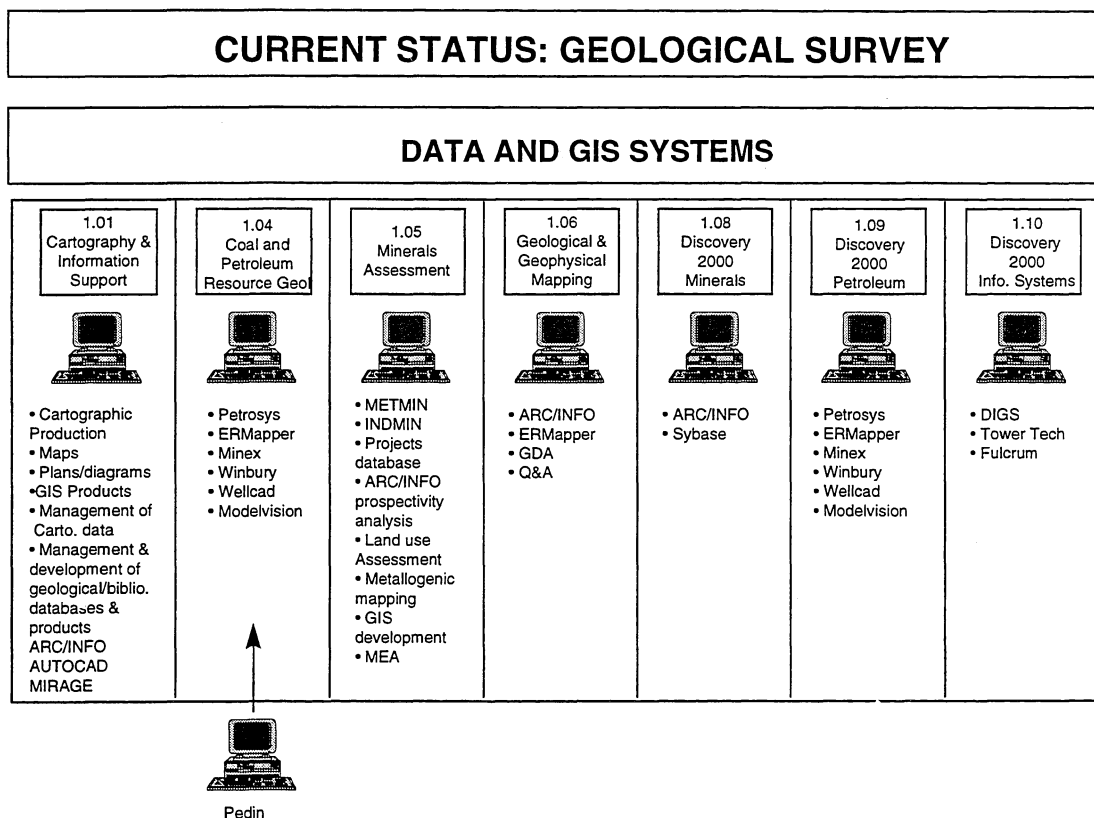 CURRENT STATUS: GEOLOGICAL SURVEY
DATA AND GIS SYSTEMS
1.01
Cartography &
Information
Support
• Cartographic
Production
• Maps
• Plans/diagrams
•GIS Products
• Management of
Carto. data
• Management &
development of
geological/biblio.
databases &
products
ARC/INFO
AUTOCAD
MIRAGE
1.04
Coal and
Petroleum
Resource Geol
• Petrosys
• ERMapper
• Minex
• Winbury
• Wellcad
• Modelvision
Pedin
1.05
Minerals
Assessment
• METMIN
• INDMIN
• Projects
database
• ARC/INFO
prospectivity
analysis
• Land use
Assessment
• Metallogenic
mapping
• GIS
development
• MEA
1.06
Geological &
Geophysical
Mapping
• ARC/INFO
• ERMapper
• GDA
• Q&A
1.08
Discovery
2000
Minerals
• ARC/INFO
• Sybase
1.09
Discovery
2000
Petroleum
• Petrosys
• ERMapper
• Minex
• Winbury
• Wellcad
• Modelvision
1.10
Discovery
2000
Info. Systems
• DIGS
• Tower Tech
• Fulcrum